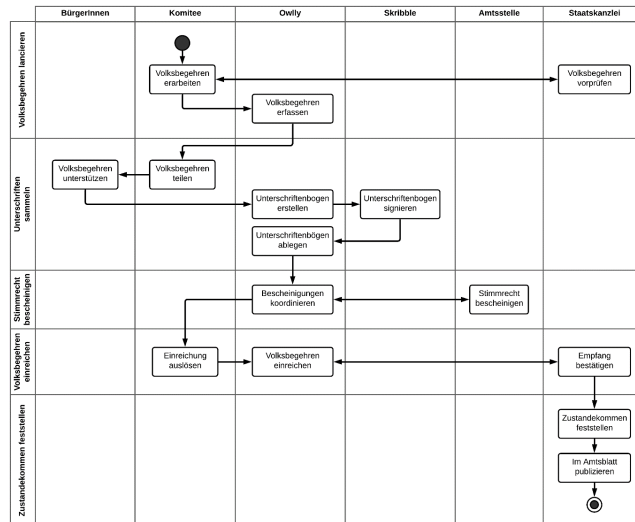 BürgerInnen
Komitee
Owlly
Skribble
Amtsstelle
Staatskanzlei
Volksbegehren lancieren
Volksbegehren
erarbeiten
Volksbegehren
vorprüfen
Volksbegehren
erfassen
Unterschriften
sammeln
Volksbegehren
unterstützen
Volksbegehren
teilen
Unterschriftenbogen
erstellen
Unterschriftenbogen
signieren
Unterschriftenbögen
ablegen
Stimmrecht
bescheinigen
Bescheinigungen
koordinieren
Stimmrecht
bescheinigen
Volksbegehren
einreichen
Einreichung
auslösen
Volksbegehren
einreichen
Empfang
bestätigen
Zustandekommen feststellen
Zustandekommen
feststellen
Im Amtsblatt
publizieren